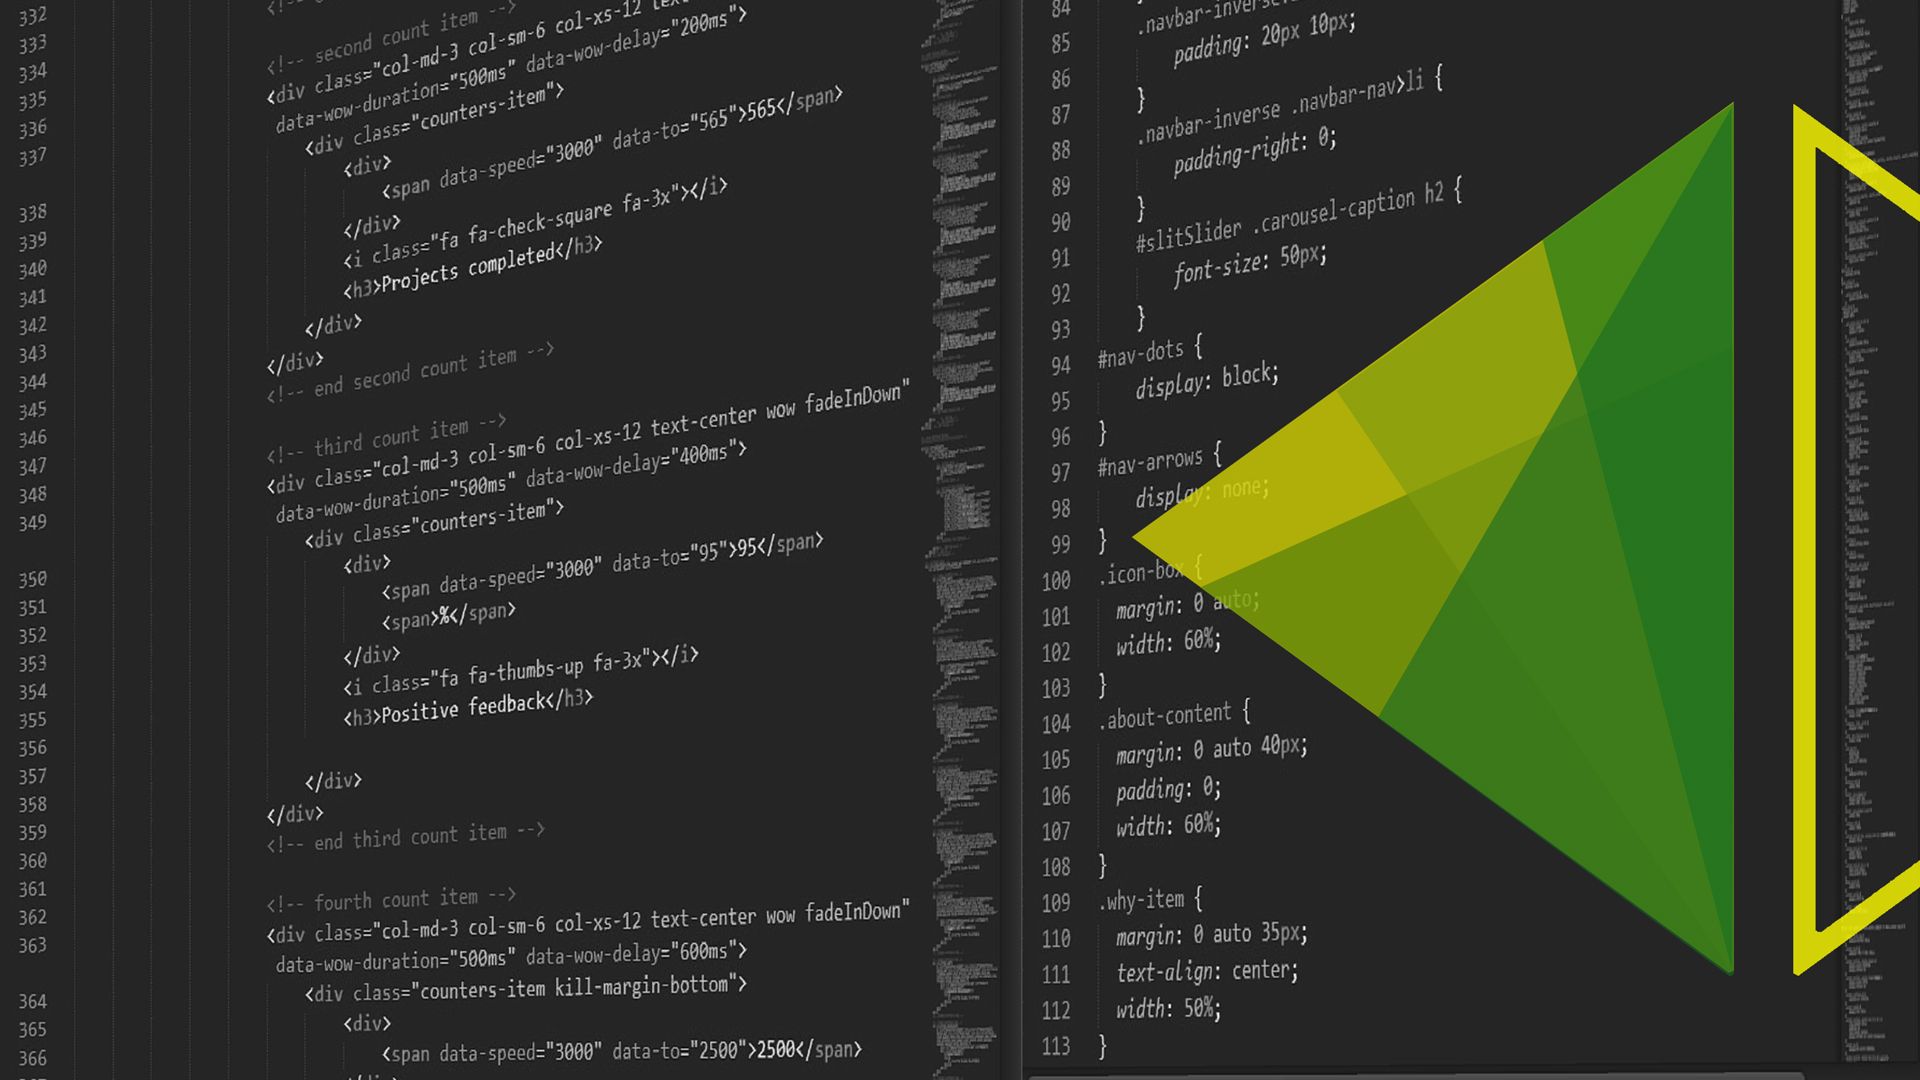 332
333
334
335
336
337
338
339
340
341
342
343
344
345
346
347
348
349
350
351
352
353
354
355
356
357
358
359
360
361
362
363
364
365
366
<!-- second count item -->
<div class="col-md-3 col-sm-6 col-xs-12
data-wow-duration="500ms" data-wow-delay="200ms">
<div class="counters-item">
<div>
<span data-speed="3000" data-to="565">565</span>
</div>
<i class="fa fa-check-square fa-3x"></i>
<h3>Projects completed</h3>
</div>
</div>
<!-- end second count item -->
<!-- third count item -->
<div class="col-md-3 col-sm-6 col-xs-12 text-center wow fadeInDown"
data-wow-duration="500ms" data-wow-delay="400ms">
<div class="counters-item">
<div>
<span data-speed="3000" data-to="95">95</span>
<span>%</span>
</div>
<i class="fa fa-thumbs-up fa-3x"></i>
<h3>Positive feedback</h3>
</div>
</div>
<!-- end third count item -->
<!-- fourth count item -->
<div class="col-md-3 col-sm-6 col-xs-12 text-center wow fadeInDown"
data-wow-duration="500ms" data-wow-delay="600ms">
<div class="counters-item kill-margin-bottom">
<div>
<span data-speed="3000" data-to="2500">2500</span>
84
85
86
87
88
89
90
91
92
93
94
95
96
97
98
99
100
101
102
103
104
105
106
107
108
109
110
111
112
113
.navbar-inverse
padding: 20px 10px;
}
.navbar-inverse .navbar-nav>li {
padding-right: 0;
}
#slitSlider .carousel-caption h2 {
font-size: 50px;
}
#nav-dots {
display: block;
}
#nav-arrows {
display: none;
}
.icon-box {
margin: 0 auto;
width: 60%;
}
.about-content {
margin: 0 auto 40px;
padding: 0;
width: 60%;
}
.why-item {
margin: 0 auto 35px;
text-align: center;
width: 50%;
}